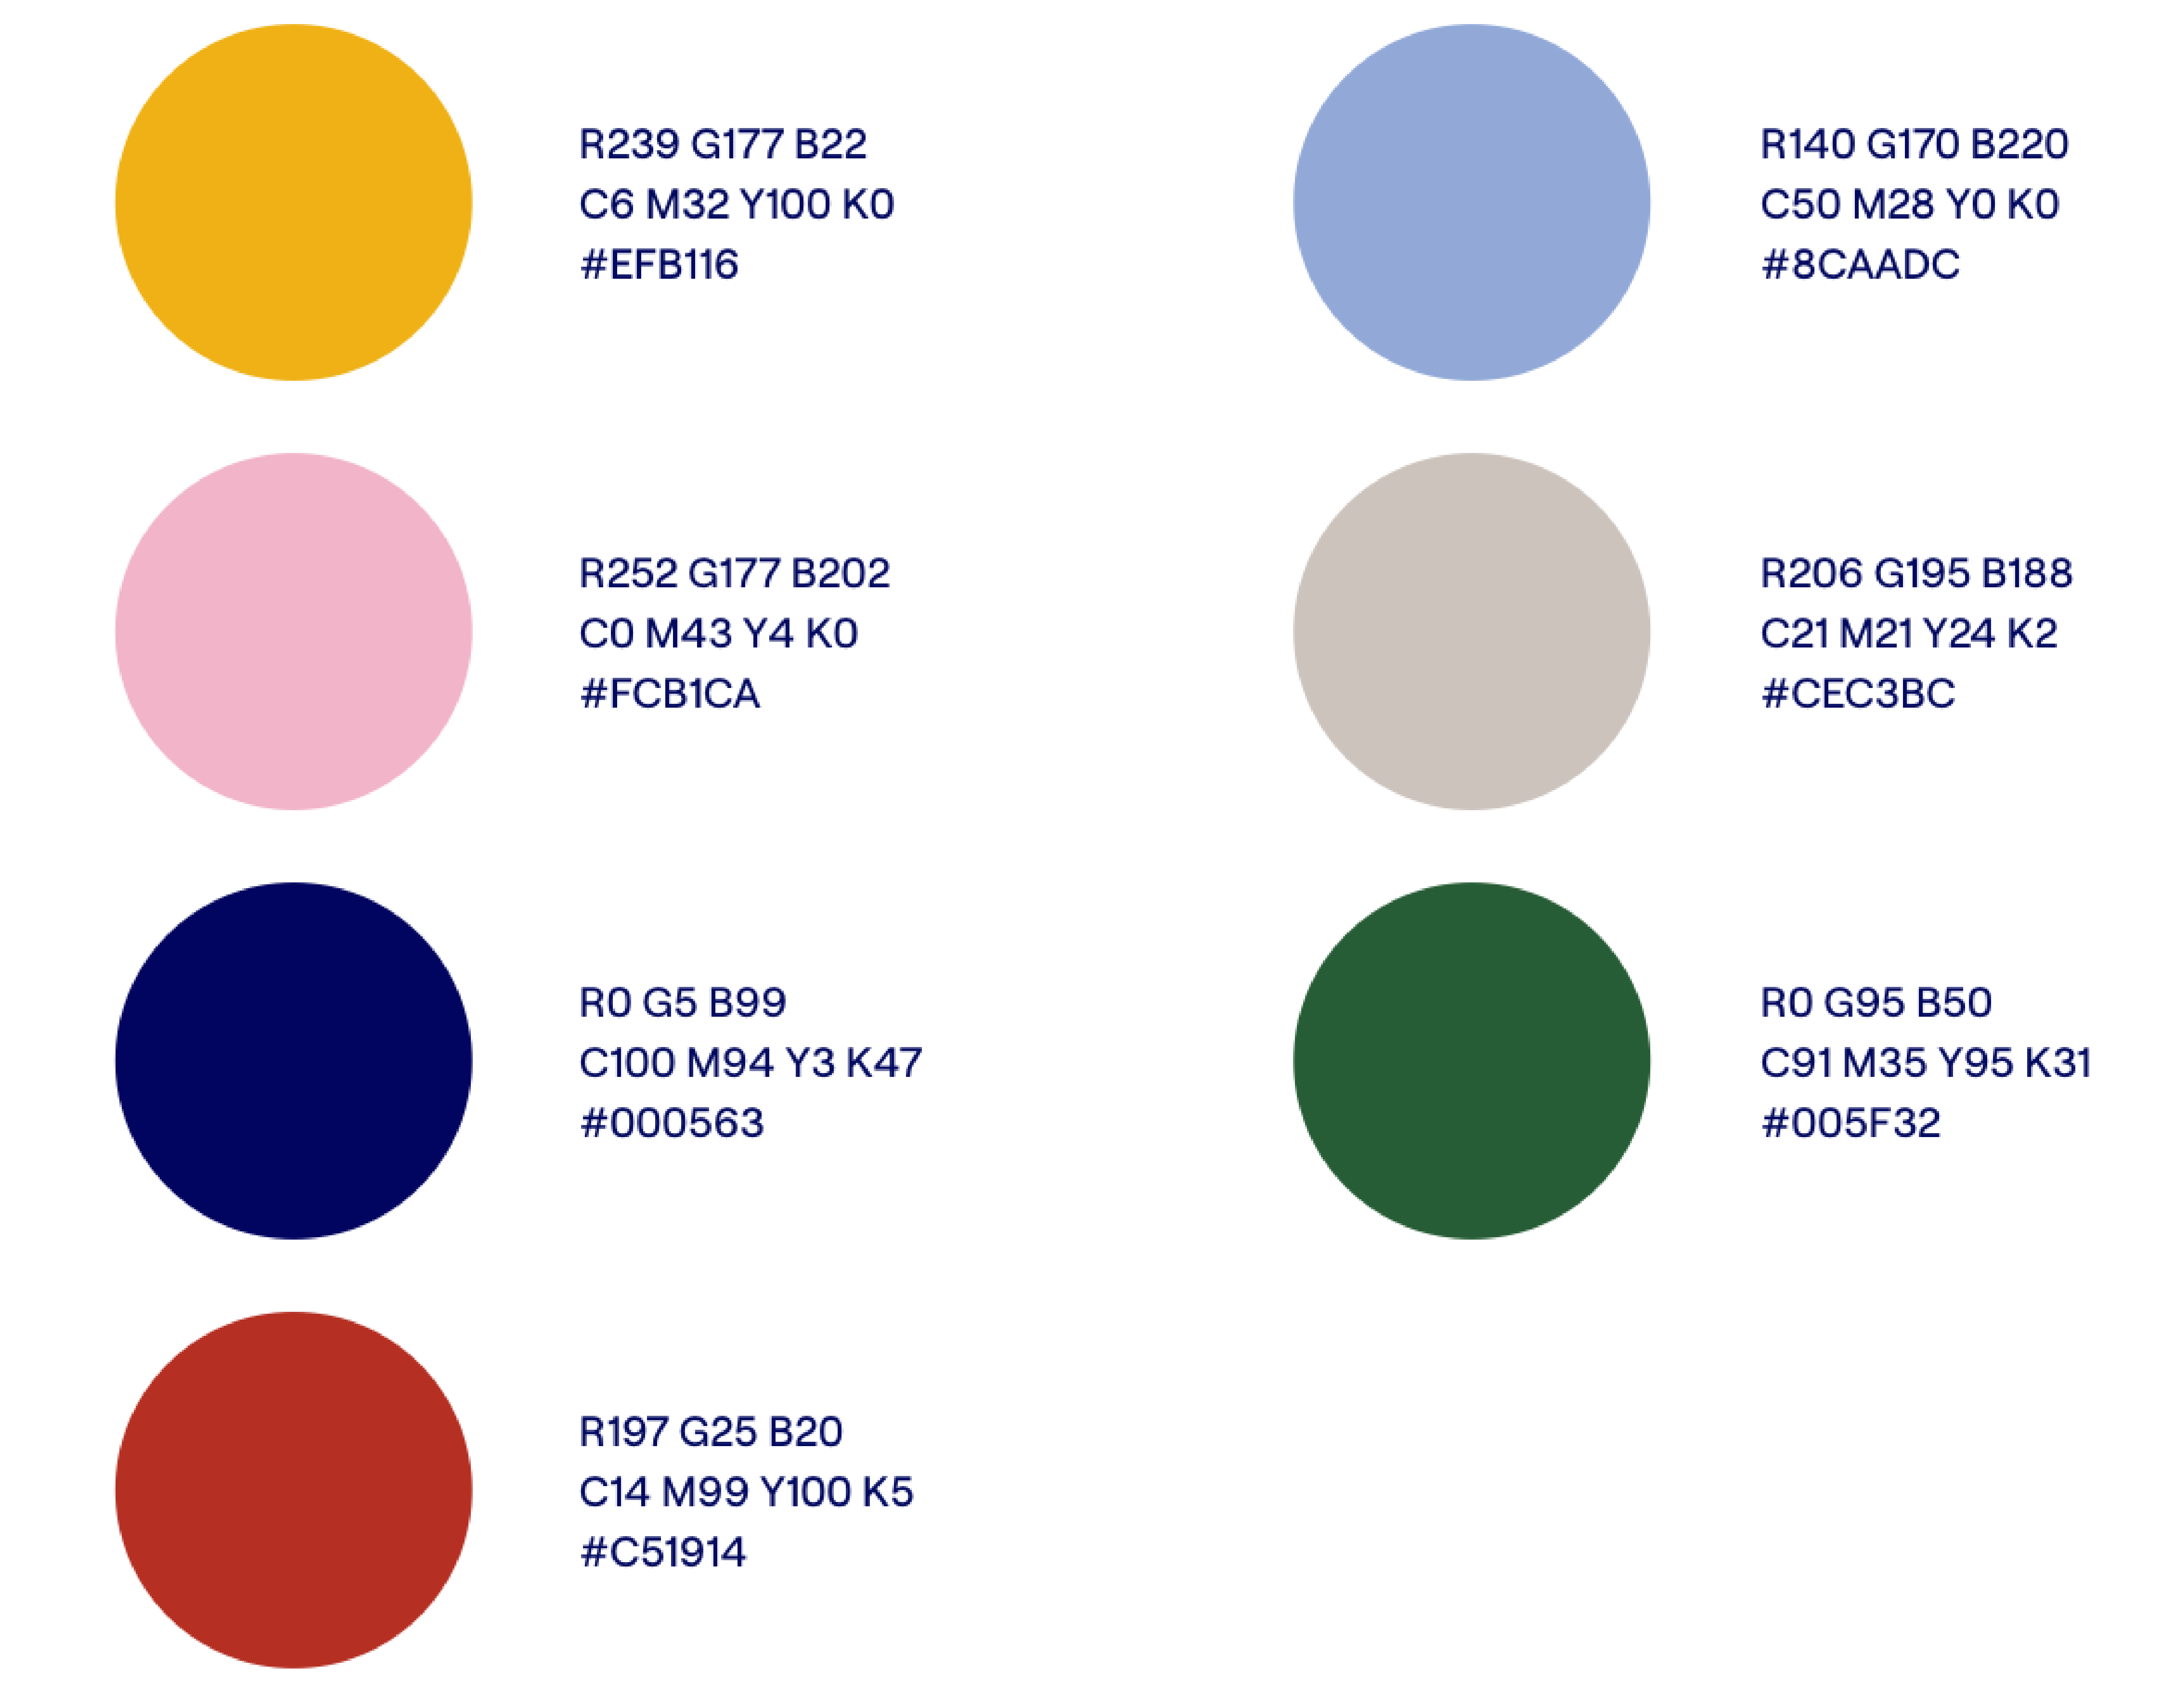 R239 G177 B22
C6 M32 Y100 K0
#EFB116
R140 G170 B220
C50 M28 Y0 K0
#8CAADC
R252 G177 B202
C0 M43 Y4 K0
#FCB1CA
R206 G195 B188
C21 M21 Y24 K2
#CEC3BC
R0 G5 B99
C100 M94 Y3 K47
#000563
R0 G95 B50
C91 M35 Y95 K31
#005F32
R197 G25 B20
C14 M99 Y100 K5
#C51914